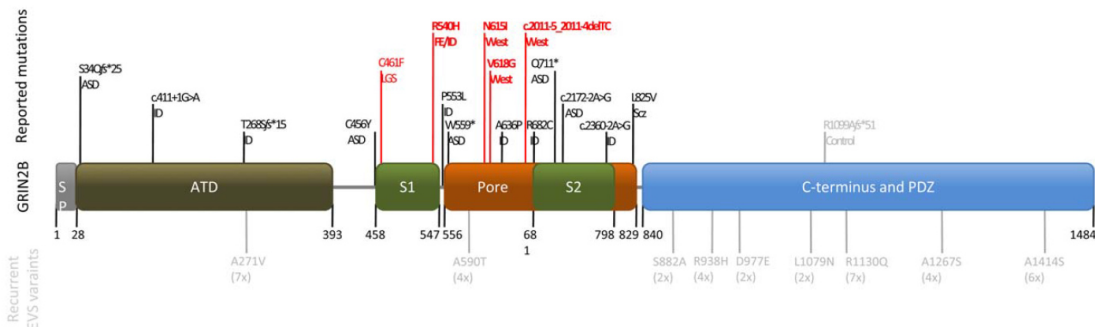 Reported mutations
R540H
FE/ID
N615I
West
c.2011-5_2011-4delTC
West
C461F
LGS
V618G
West
Q711*
ASD
S34Qfs*25
ASD
c.411+1G>A
ID
P553L
ID
c.2172-2A>G
ASD
L825V
Scz
T268Sfs*15
ID
C456Y
ASD
W559*
ASD
A636P
ID
R682C
ID
c.2360-2A>G
ID
R1099Afs*51
Control
GRIN2B
SP
ATD
S1
Pore
S2
C-terminus and PDZ
1
28
393
458
547
556
68
1
798
829
840
1484
Recurrent
EVS varaints
A271V
(7x)
A590T
(4x)
S882A
(2x)
R938H
(4x)
D977E
(2x)
L1079N
(2x)
R1130Q
(7x)
A1267S
(4x)
A1414S
(6x)